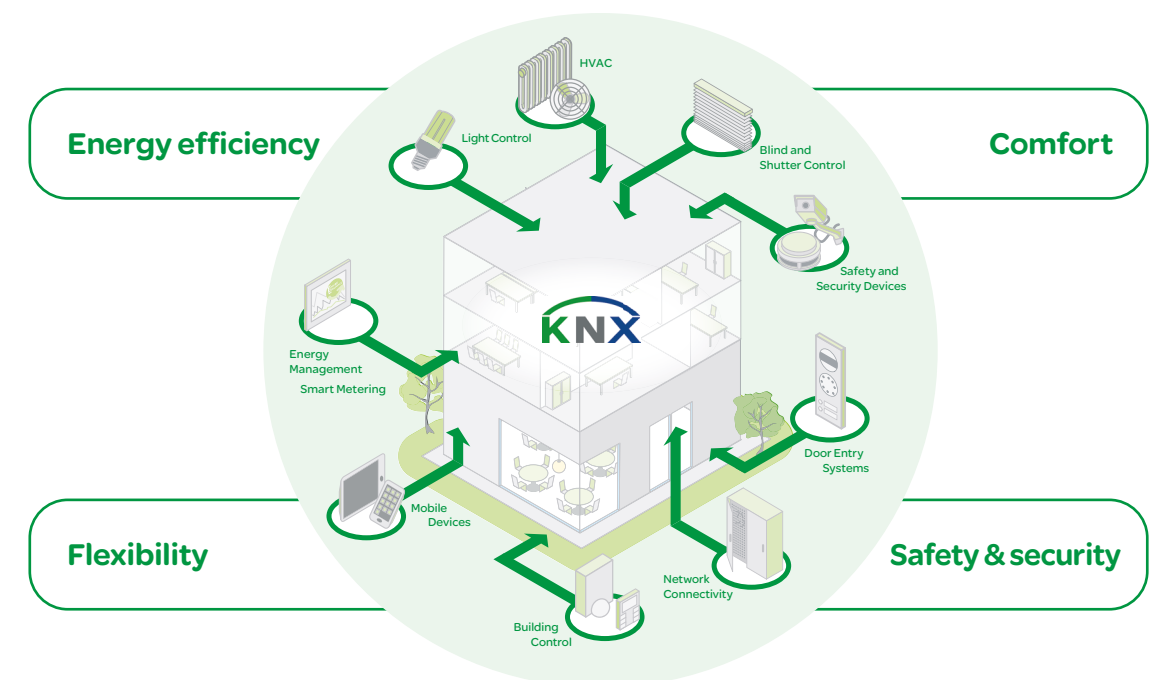 HVAC
Light Control
Energy efficiency
Comfort
Blind and
Shutter Control
Safety and
Security Devices
KNX
Energy
Management
Smart Metering
Door Entry
Systems
Mobile
Devices
Flexibility
Safety & security
Network
Connectivity
Building
Control